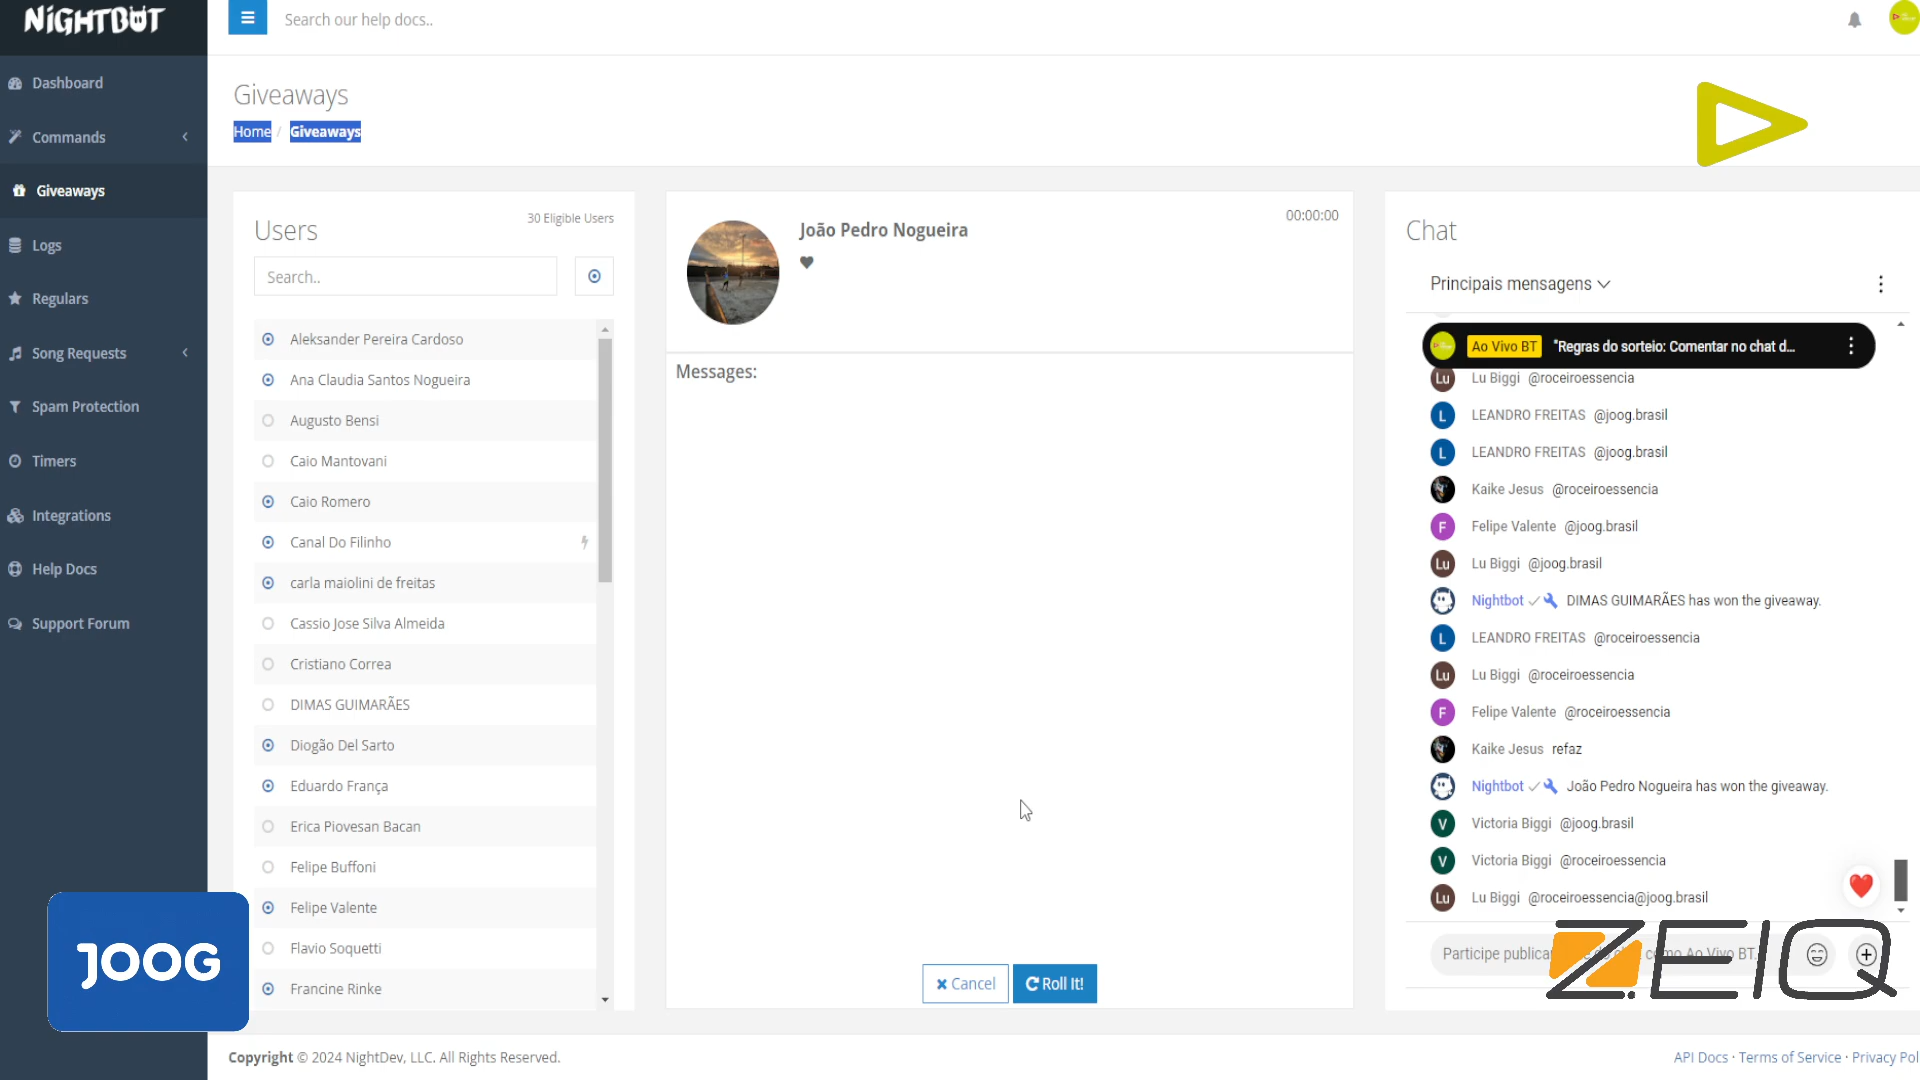 NiGHTBOT
Search our help docs..
Dashboard
Commands
Giveaways
Logs
Regulars
Song Requests
Spam Protection
Timers
Integrations
Help Docs
Support Forum
Giveaways
Home / Giveaways
Users
30 Eligible Users
Search..
Aleksander Pereira Cardoso
Ana Claudia Santos Nogueira
Augusto Bensi
Caio Mantovani
Caio Romero
Canal Do Filinho
carla maiolini de freitas
Cassio Jose Silva Almeida
Cristiano Correa
DIMAS GUIMARÃES
Diogão Del Sarto
Eduardo França
Erica Piovesan Bacan
Felipe Buffoni
Felipe Valente
Flavio Soquetti
Francine Rinke
João Pedro Nogueira
00:00:00
Messages:
Cancel
Roll It!
Chat
Principais mensagens
Ao Vivo BT "Regras do sorteio: Comentar no chat d...
Lu Lu Biggi @roceiroessencia
L LEANDRO FREITAS @joog.brasil
L LEANDRO FREITAS @joog.brasil
Kaike Jesus @roceiroessencia
F Felipe Valente @joog.brasil
Lu Lu Biggi @joog.brasil
Nightbot DIMAS GUIMARÃES has won the giveaway.
L LEANDRO FREITAS @roceiroessencia
Lu Lu Biggi @roceiroessencia
F Felipe Valente @roceiroessencia
Kaike Jesus refaz
Nightbot João Pedro Nogueira has won the giveaway.
V Victoria Biggi @joog.brasil
V Victoria Biggi @roceiroessencia
Lu Lu Biggi @roceiroessencia@joog.brasil
Participe como Ao Vivo BT.
ZEIQ
JOOG
Copyright © 2024 NightDev, LLC. All Rights Reserved.
API Docs · Terms of Service · Privacy Pol